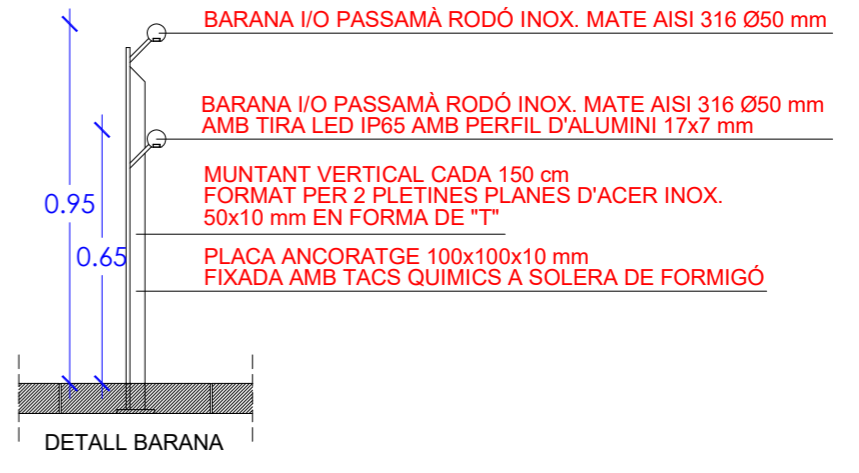 BARANA I/O PASSAMÀ RODÓ INOX. MATE AISI 316 Ø50 mm
BARANA I/O PASSAMÀ RODÓ INOX. MATE AISI 316 Ø50 mm
AMB TIRA LED IP65 AMB PERFIL D'ALUMINI 17x7 mm
MUNTANT VERTICAL CADA 150 cm
FORMAT PER 2 PLETINES PLANES D'ACER INOX.
50x10 mm EN FORMA DE "T"
0.95
0.65
PLACA ANCORATGE 100x100x10 mm
FIXADA AMB TACS QUIMICS A SOLERA DE FORMIGÓ
DETALL BARANA